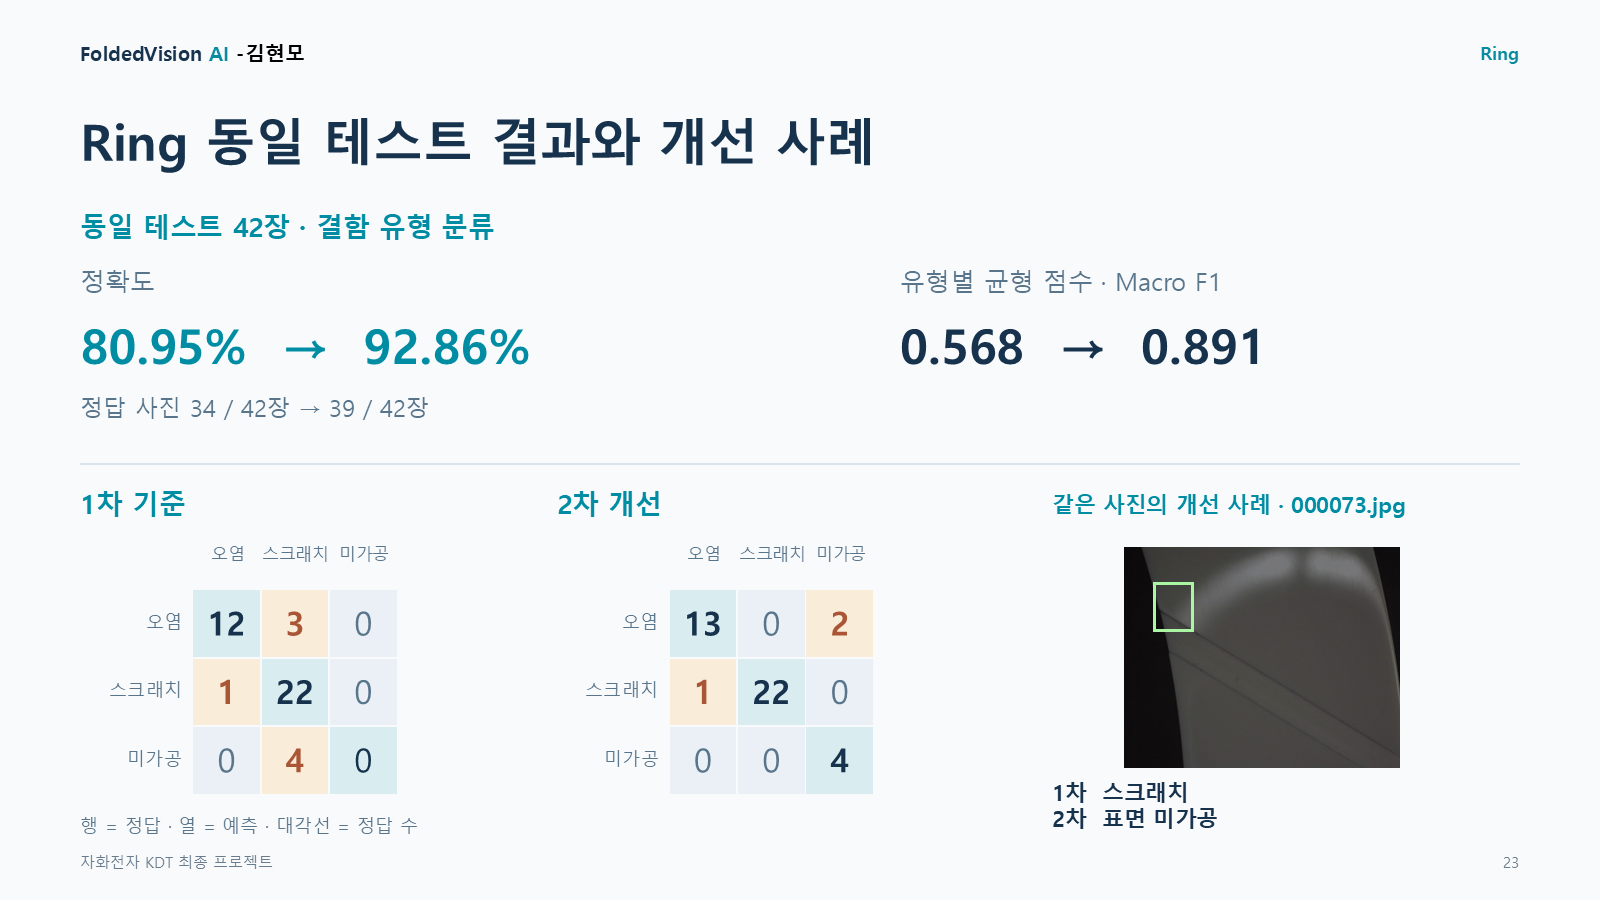 FoldedVision AI -김현모
Ring
Ring 동일 테스트 결과와 개선 사례
동일 테스트 42장 · 결함 유형 분류
정확도
80.95% → 92.86%
정답 사진 34 / 42장 → 39 / 42장
유형별 균형 점수 · Macro F1
0.568 → 0.891
1차 기준
오염 스크래치 미가공
오염 12 3 0
스크래치 1 22 0
미가공 0 4 0
행 = 정답 · 열 = 예측 · 대각선 = 정답 수
2차 개선
오염 스크래치 미가공
오염 13 0 2
스크래치 1 22 0
미가공 0 0 4
같은 사진의 개선 사례 · 000073.jpg
1차 스크래치
2차 표면 미가공
자화전자 KDT 최종 프로젝트
23